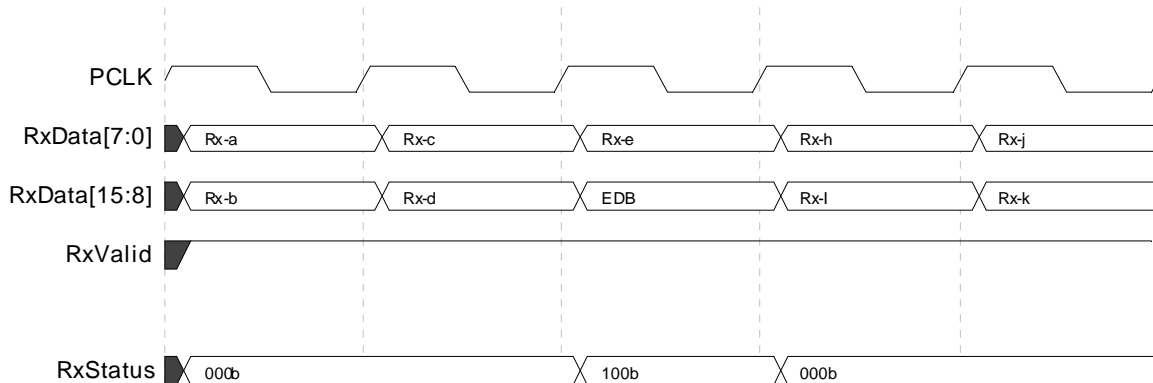 PCLK
RxData[7:0] Rx-a Rx-c Rx-e Rx-h Rx-j
RxData[15:8] Rx-b Rx-d EDB Rx-I Rx-k
RxValid
RxStatus 000b 100b 000b